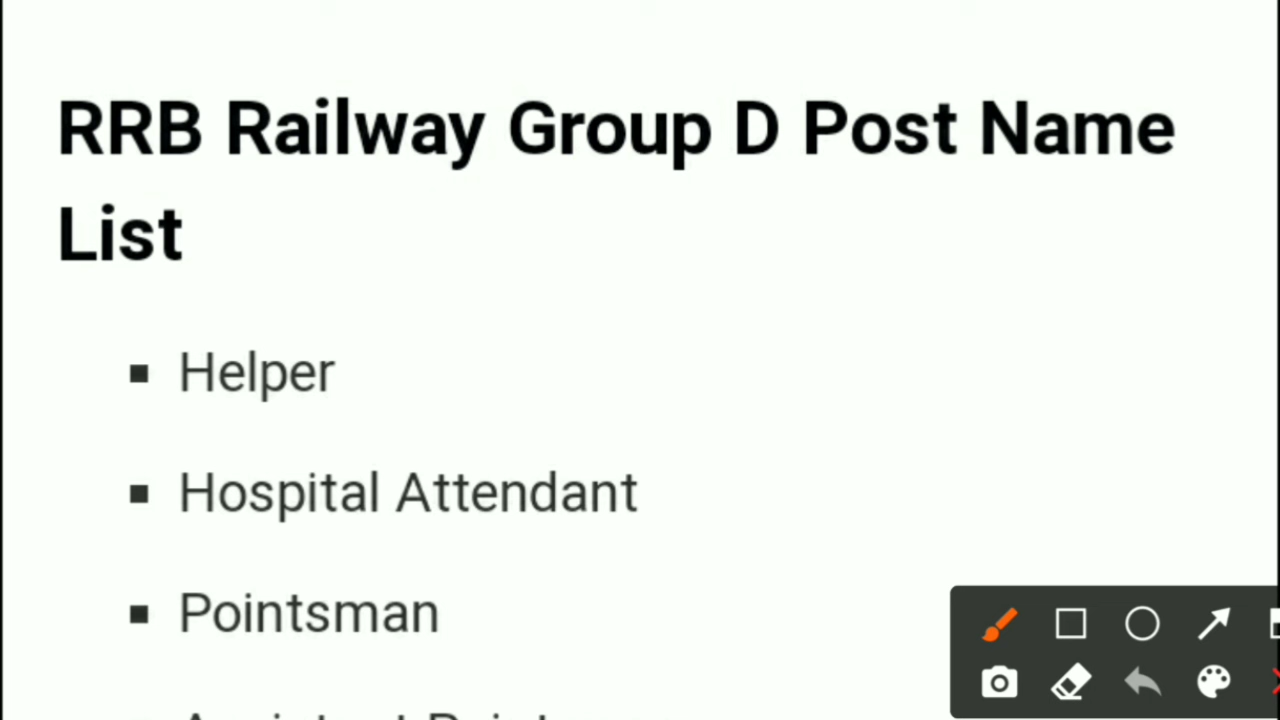 RRB Railway Group D Post Name
List
Helper
Hospital Attendant
Pointsman